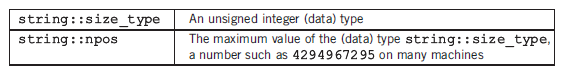 string::size_type An unsigned integer (data) type
string::npos The maximum value of the (data) type string::size_type,
a number such as 4294967295 on many machines